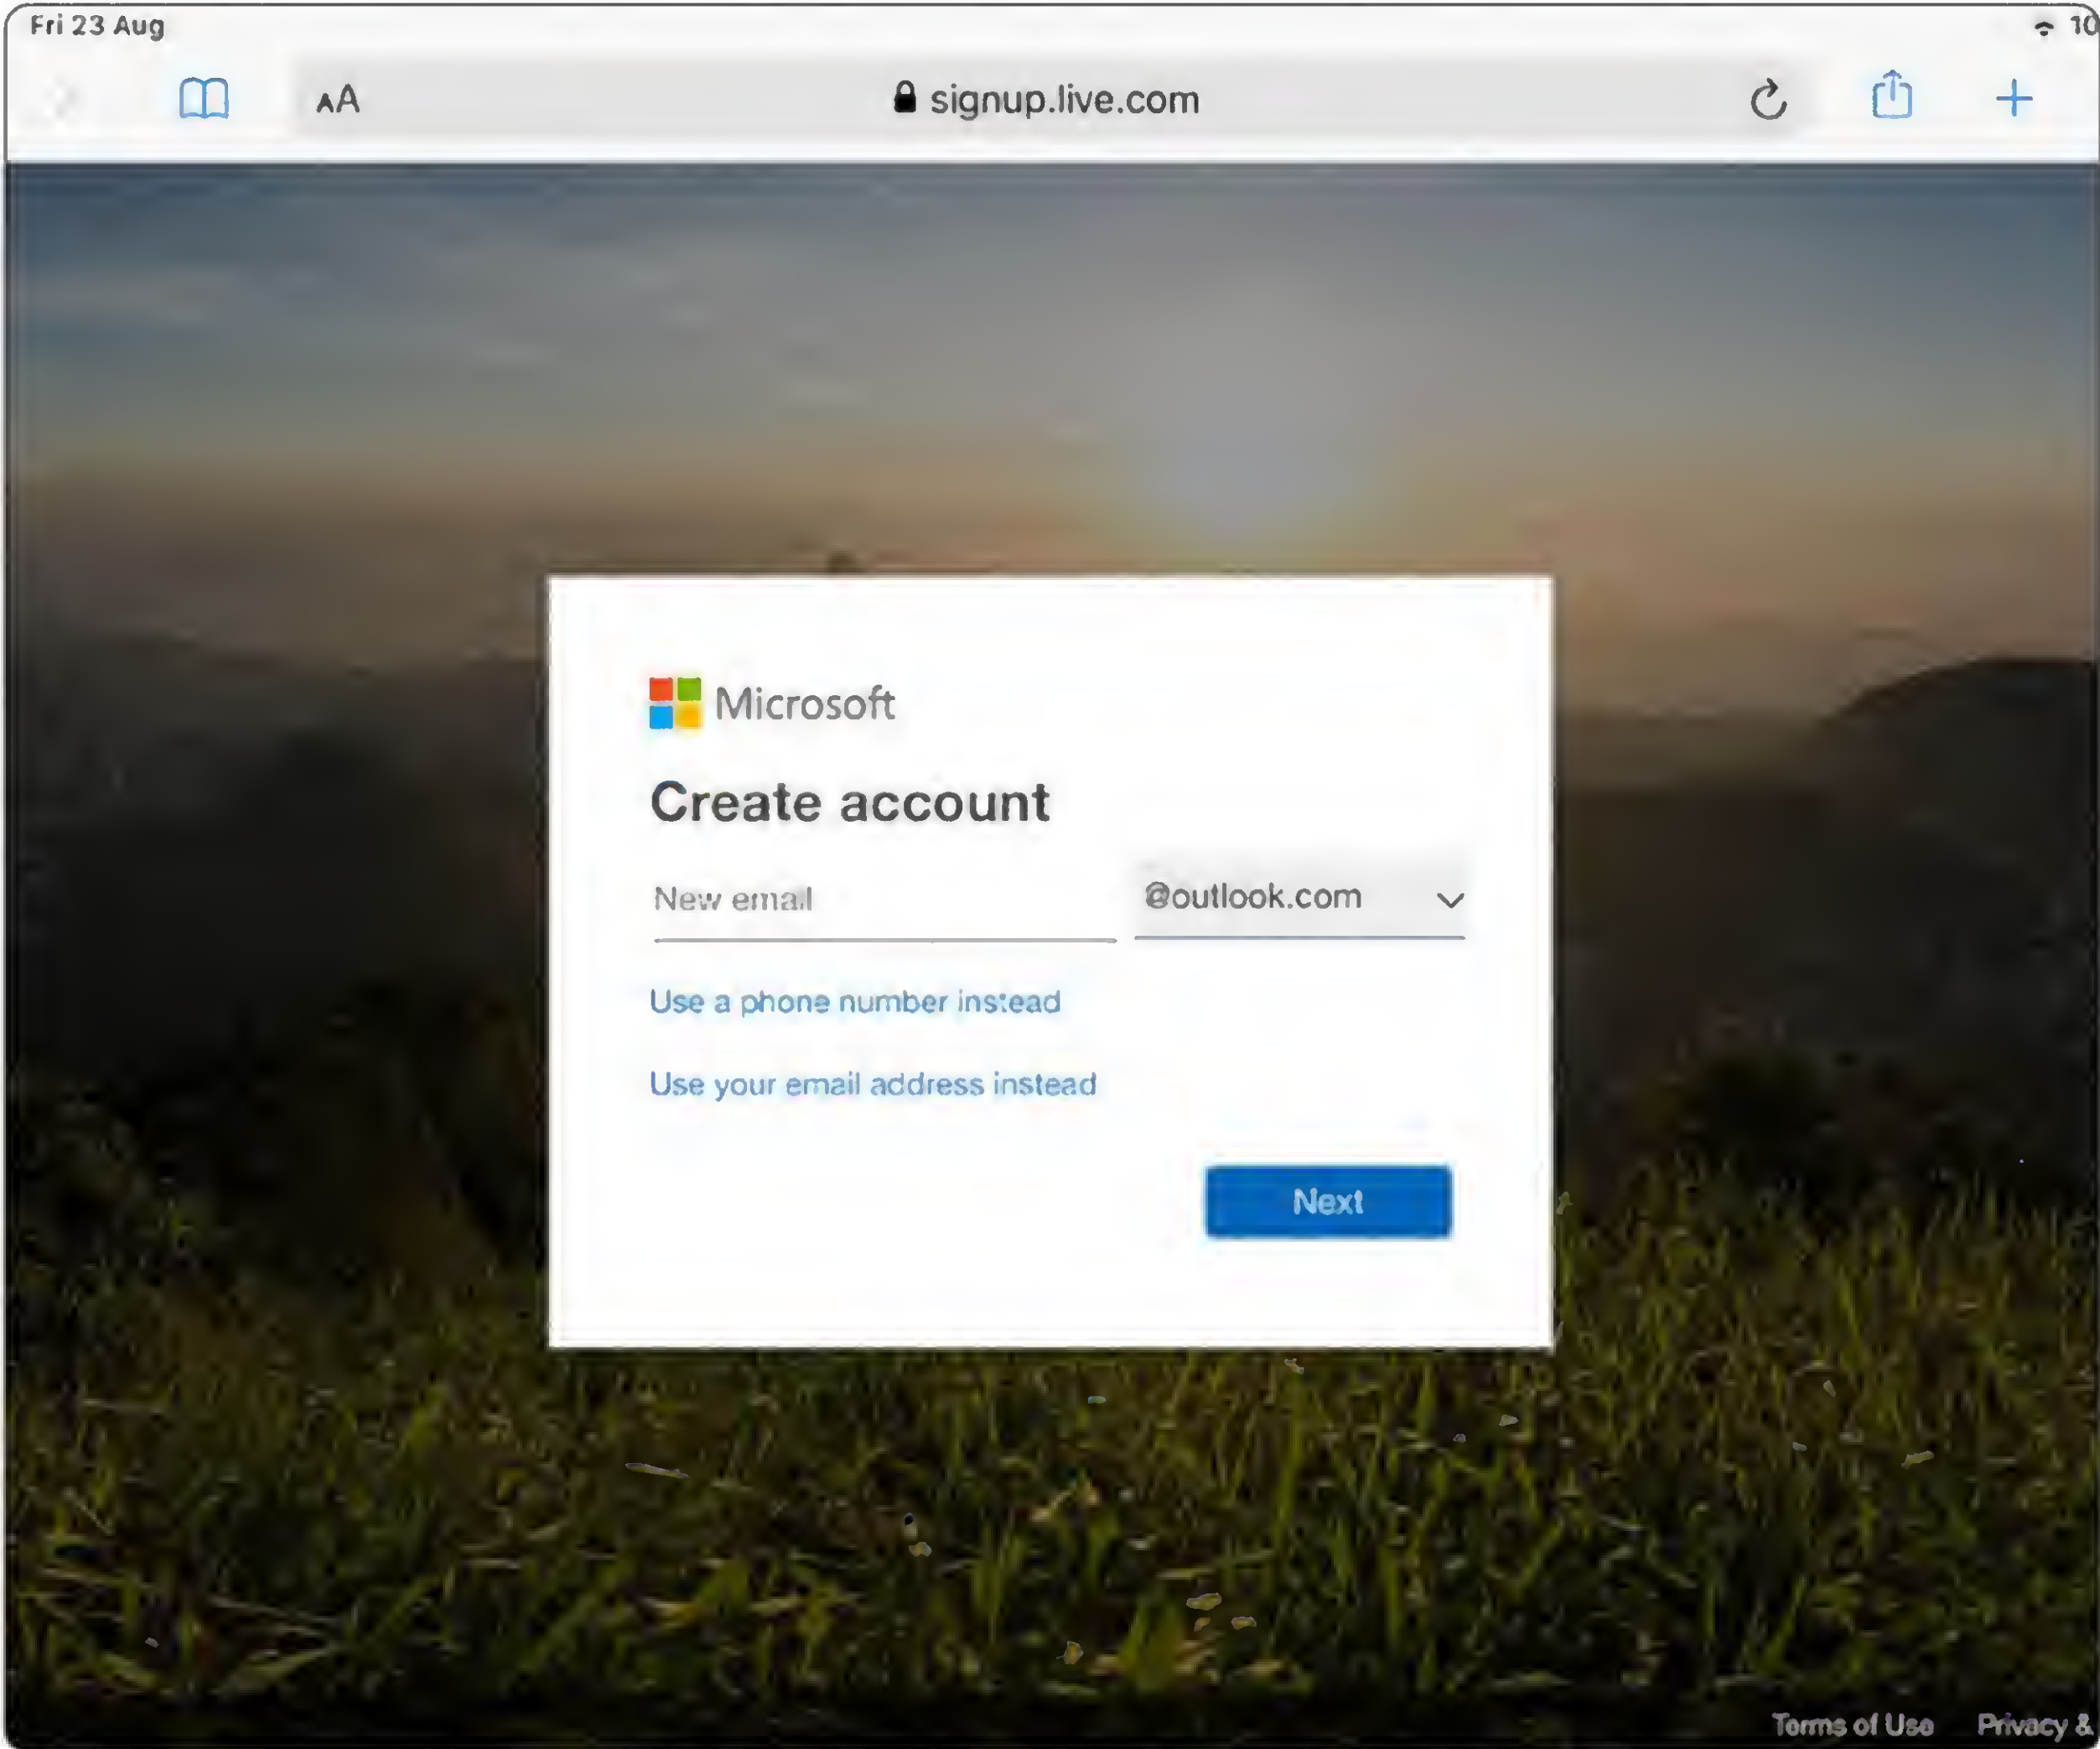 Fri 23 Aug
10
AA
signup.live.com
Microsoft
Create account
New email
@outlook.com
Use a phone number instead
Use your email address instead
Next
Terms of Use
Privacy &